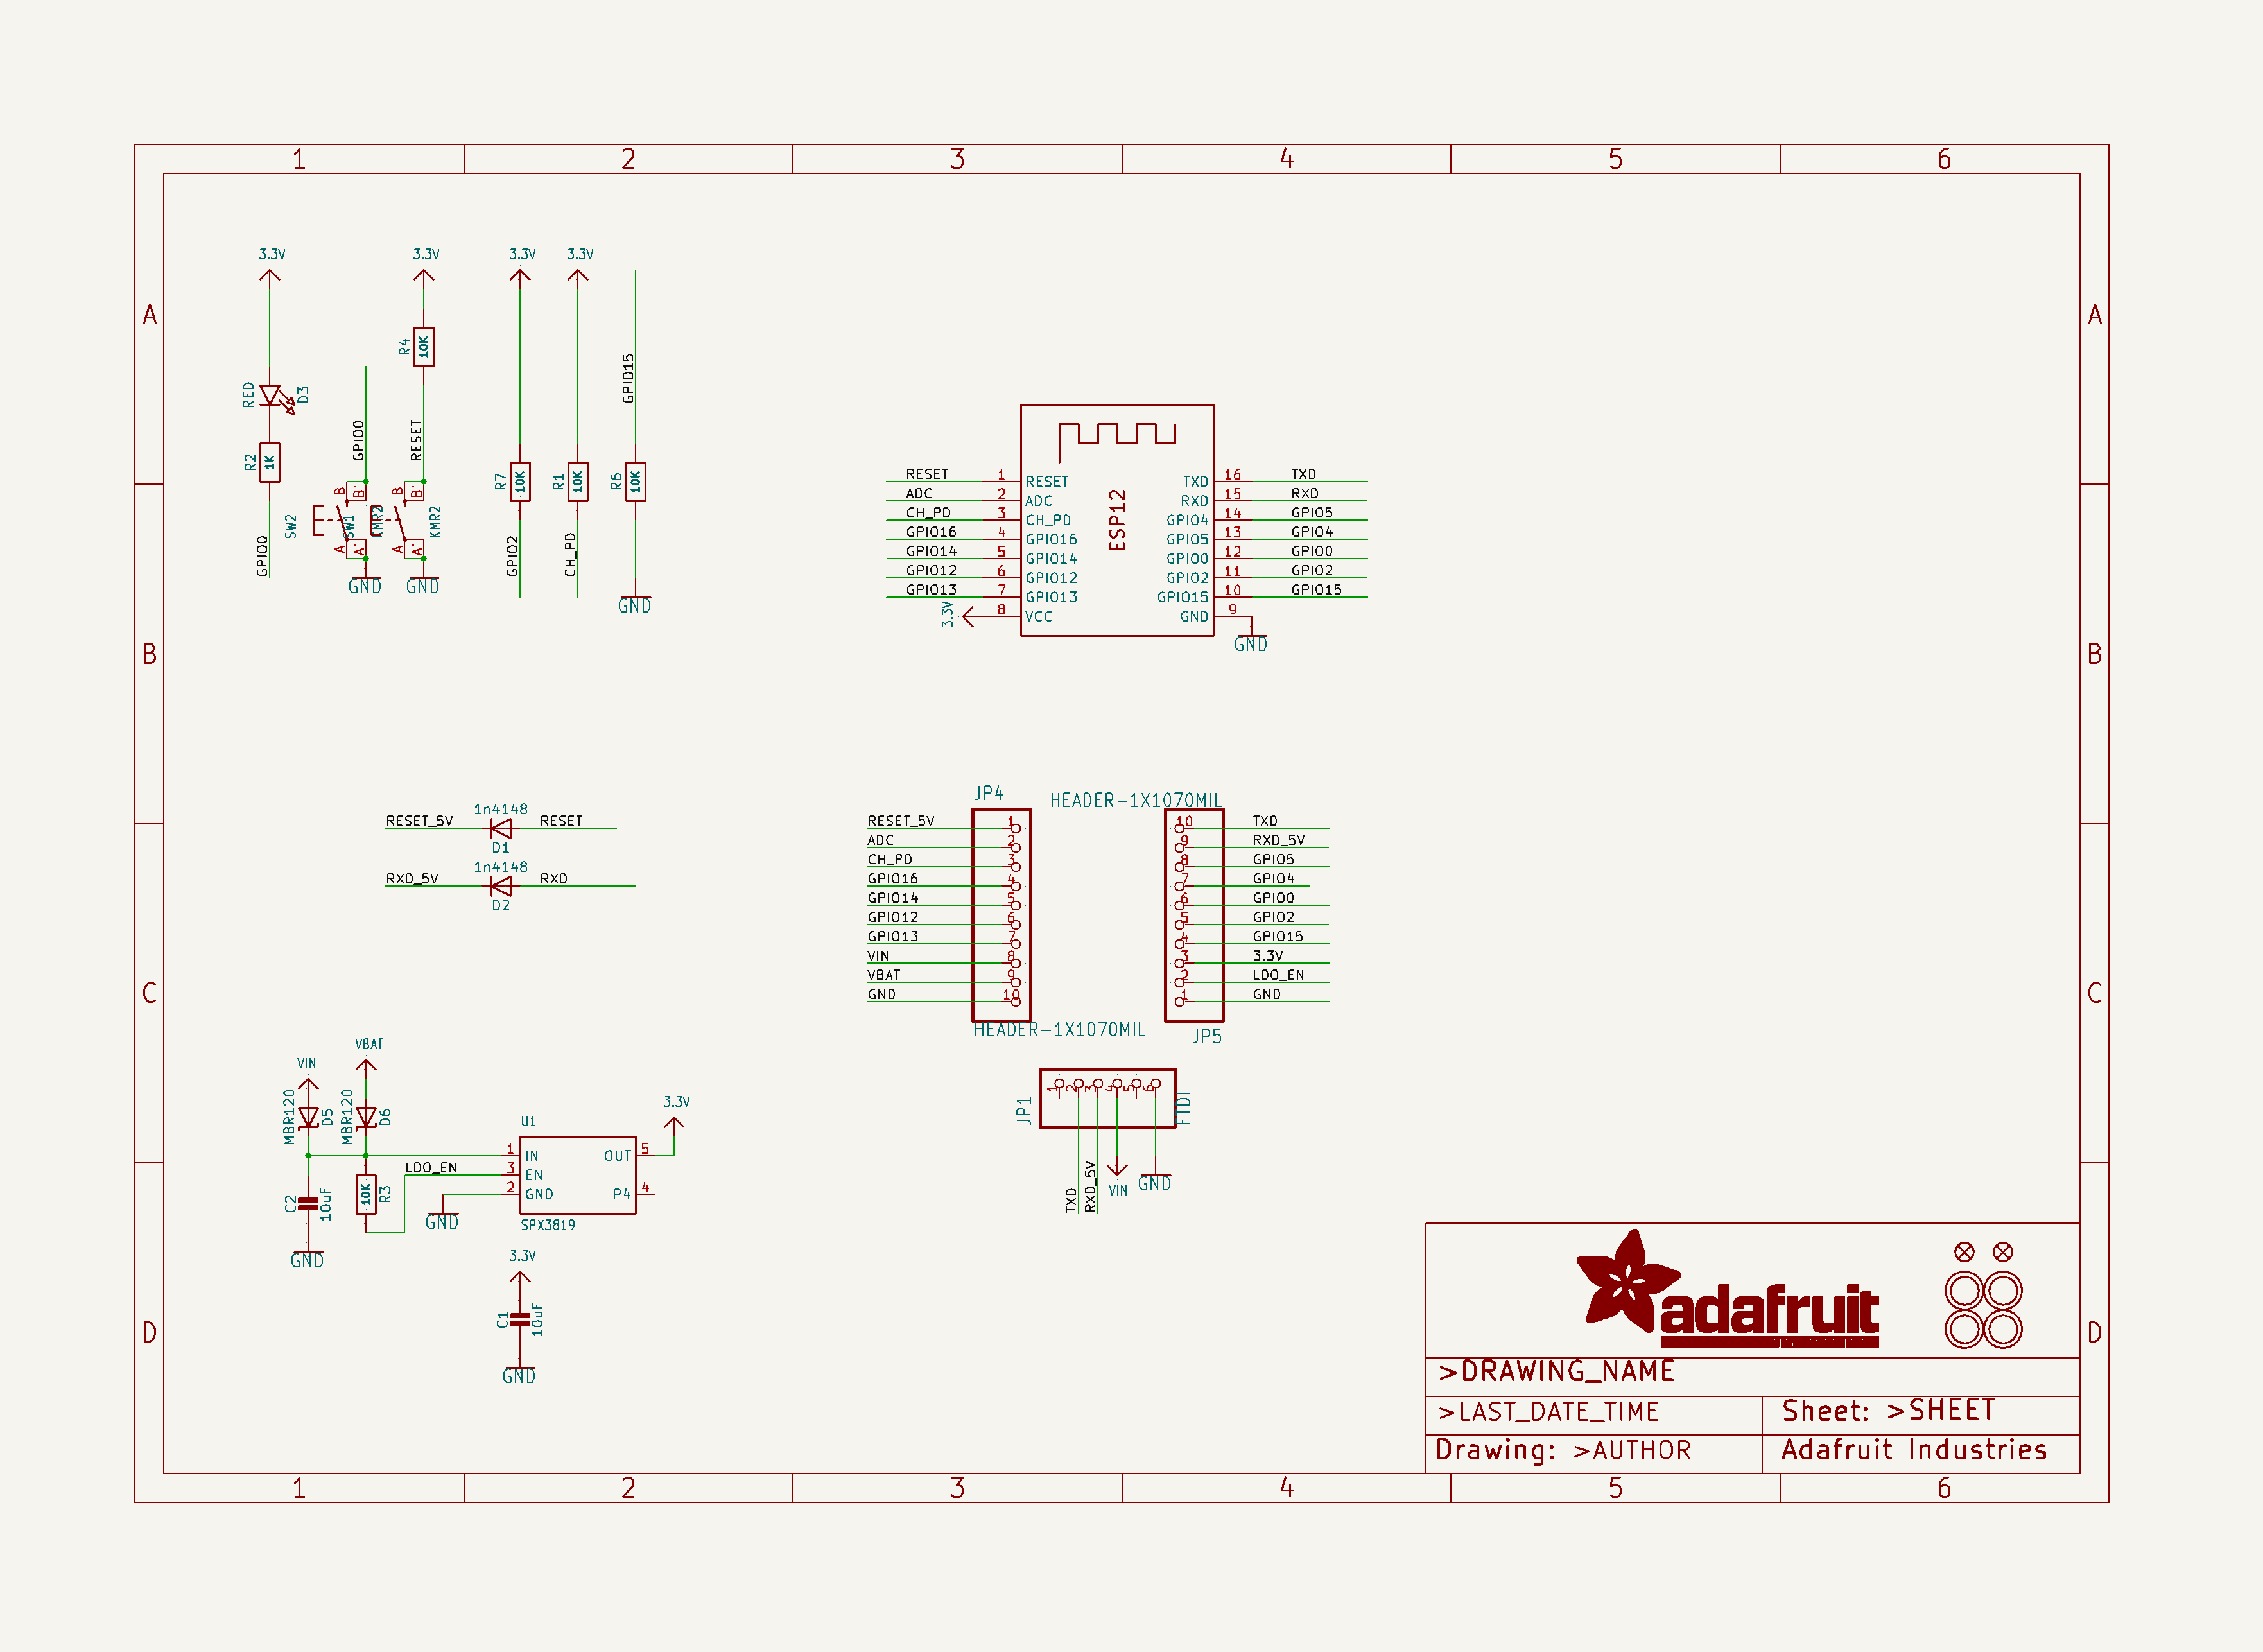 1 2 3 4 5 6
A A
B B
C C
D D
3.3V 3.3V 3.3V 3.3V
R4 10K
RED D3
R2 1K
GPIO0
GPIO0
RESET
SW2
B B'
A A'
SW1
KMR2
B B'
A A'
KMR2
GND GND
R7 10K
GPIO2
R1 10K
CH_PD
GPIO15
R6 10K
GND
ESP12
RESET 1 RESET TXD 16 TXD
ADC 2 ADC RXD 15 RXD
CH_PD 3 CH_PD GPIO4 14 GPIO5
GPIO16 4 GPIO16 GPIO5 13 GPIO4
GPIO14 5 GPIO14 GPIO0 12 GPIO0
GPIO12 6 GPIO12 GPIO2 11 GPIO2
GPIO13 7 GPIO13 GPIO15 10 GPIO15
3.3V 8 VCC GND 9
GND
1n4148
RESET_5V RESET
D1
1n4148
RXD_5V RXD
D2
JP4 HEADER-1X1070MIL
RESET_5V 1 10 TXD
ADC 2 9 RXD_5V
CH_PD 3 8 GPIO5
GPIO16 4 7 GPIO4
GPIO14 5 6 GPIO0
GPIO12 6 5 GPIO2
GPIO13 7 4 GPIO15
VIN 8 3 3.3V
VBAT 9 2 LDO_EN
GND 10 1 GND
HEADER-1X1070MIL JP5
JP1 1 2 3 4 5 6 FTDI
TXD RXD_5V VIN GND
VIN VBAT
MBR120 D5 MBR120 D6
U1
3.3V
1 IN OUT 5
LDO_EN 3 EN
2 GND P4 4
SPX3819
C2 10uF
10K R3
GND
GND
3.3V
C1 10uF
GND
adafruit
>DRAWING_NAME
>LAST_DATE_TIME Sheet: >SHEET
Drawing: >AUTHOR Adafruit Industries
1 2 3 4 5 6